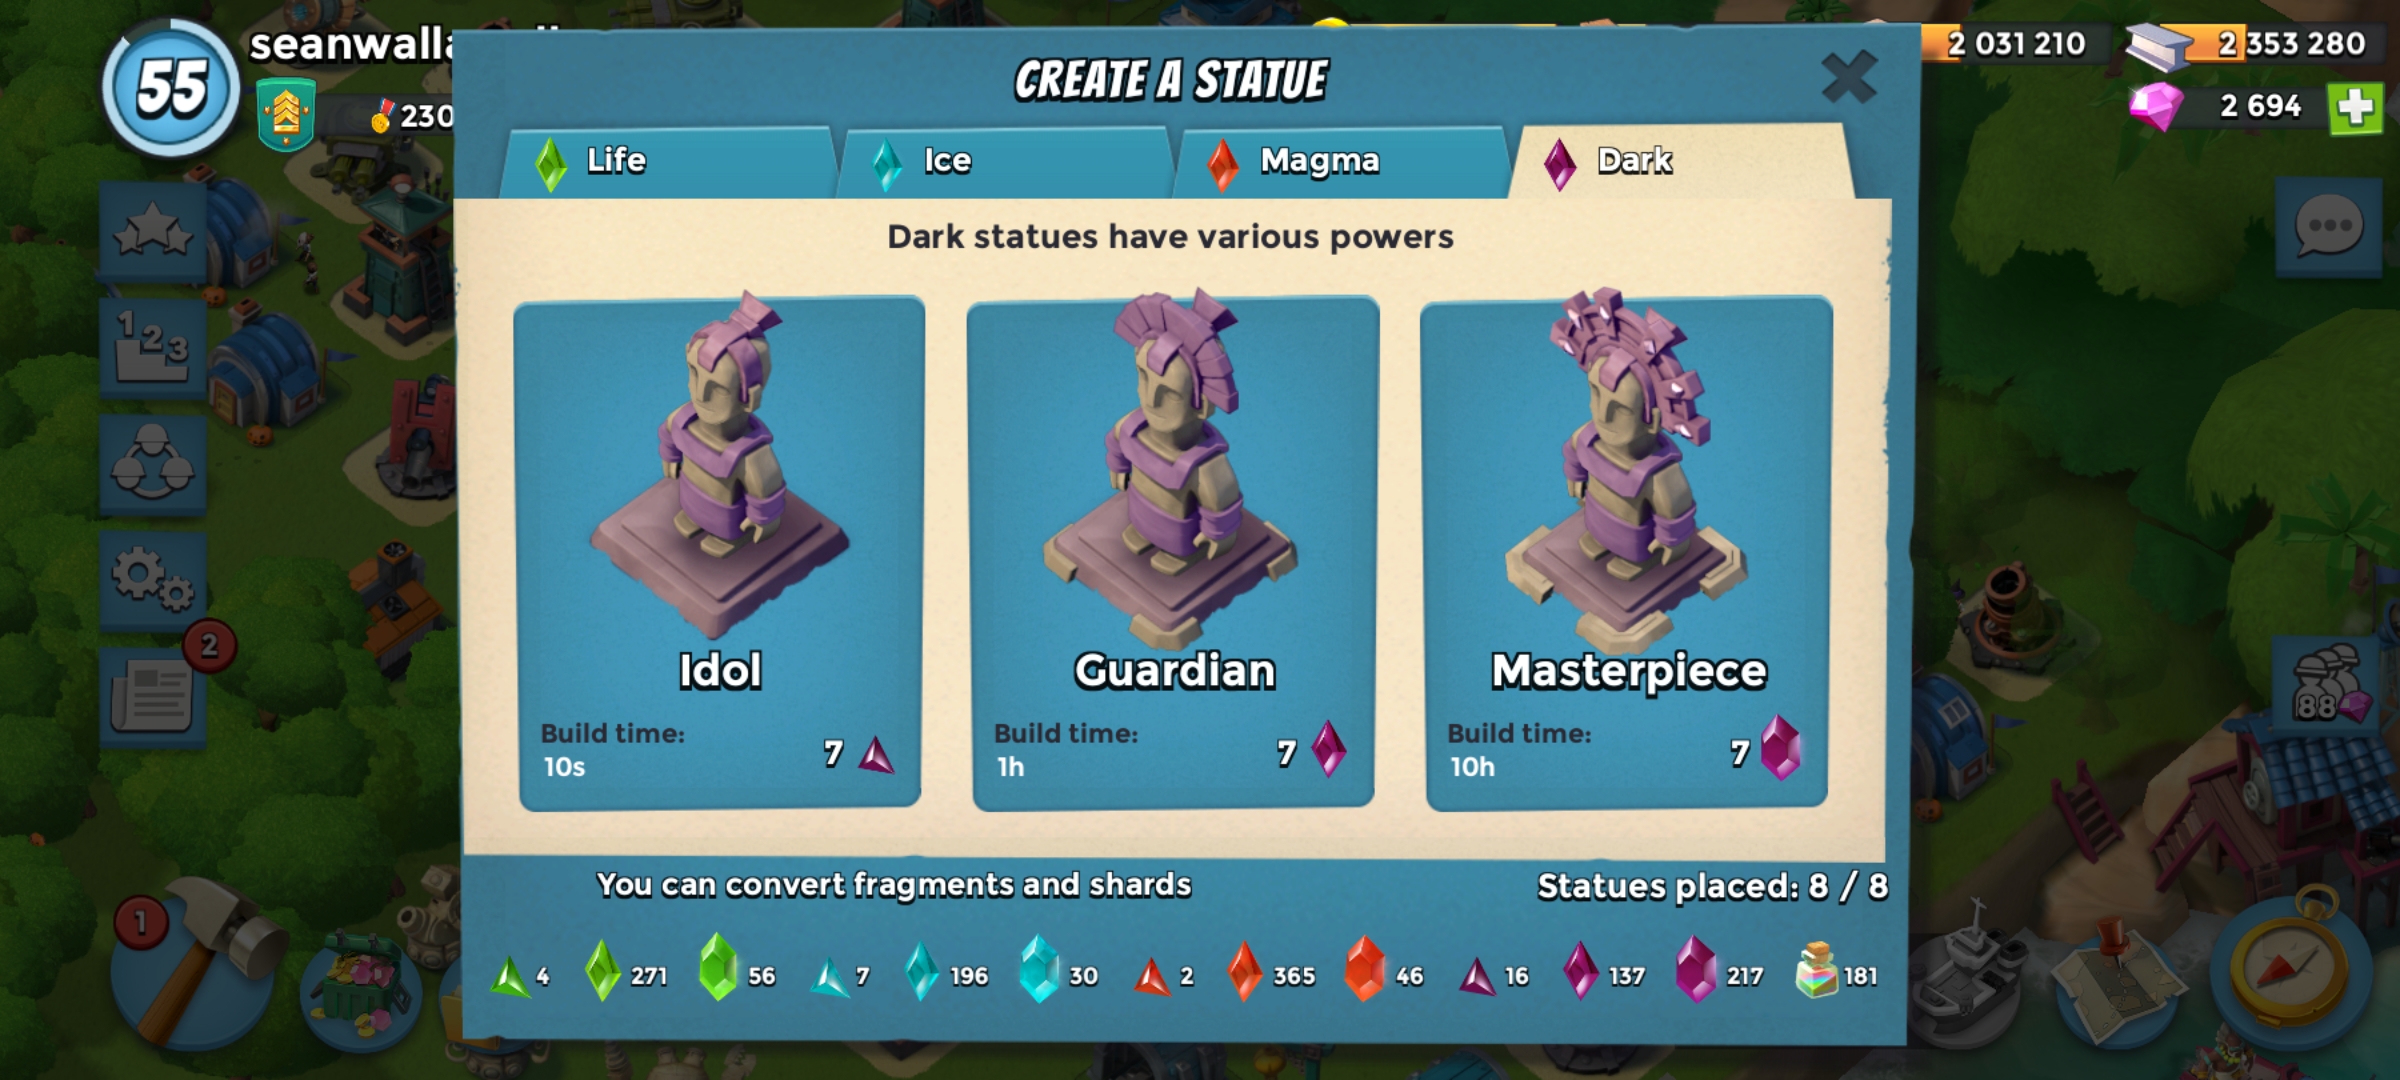 55
230
2 031 210
2 353 280
2 694
CREATE A STATUE
Life
Ice
Magma
Dark
Dark statues have various powers
1 2 3
2
88
Idol
Build time:
10s
7
Guardian
Build time:
1h
7
Masterpiece
Build time:
10h
7
You can convert fragments and shards
Statues placed: 8 / 8
1
4 271 56 7 196 30 2 365 46 16 137 217 181